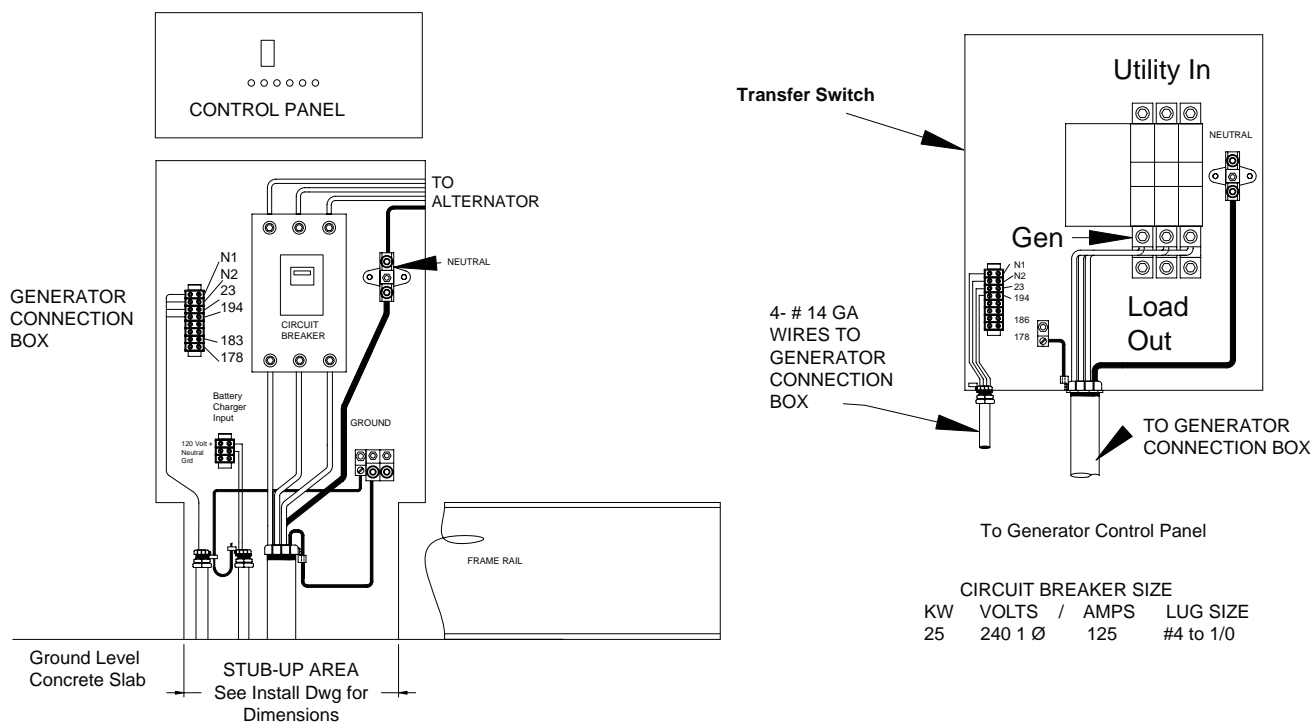 CONTROL PANEL
TO
ALTERNATOR
NEUTRAL
N1
N2
23
194
183
178
GENERATOR
CONNECTION
BOX
CIRCUIT
BREAKER
Battery
Charger
Input
120 Volt +
Neutral
Grd
GROUND
FRAME RAIL
Ground Level
Concrete Slab
STUB-UP AREA
See Install Dwg for
Dimensions
Transfer Switch
Utility In
NEUTRAL
Gen
N1
N2
23
194
186
178
Load
Out
4- # 14 GA
WIRES TO
GENERATOR
CONNECTION
BOX
TO GENERATOR
CONNECTION BOX
To Generator Control Panel
CIRCUIT BREAKER SIZE
KW VOLTS / AMPS LUG SIZE
25 240 1 Ø 125 #4 to 1/0